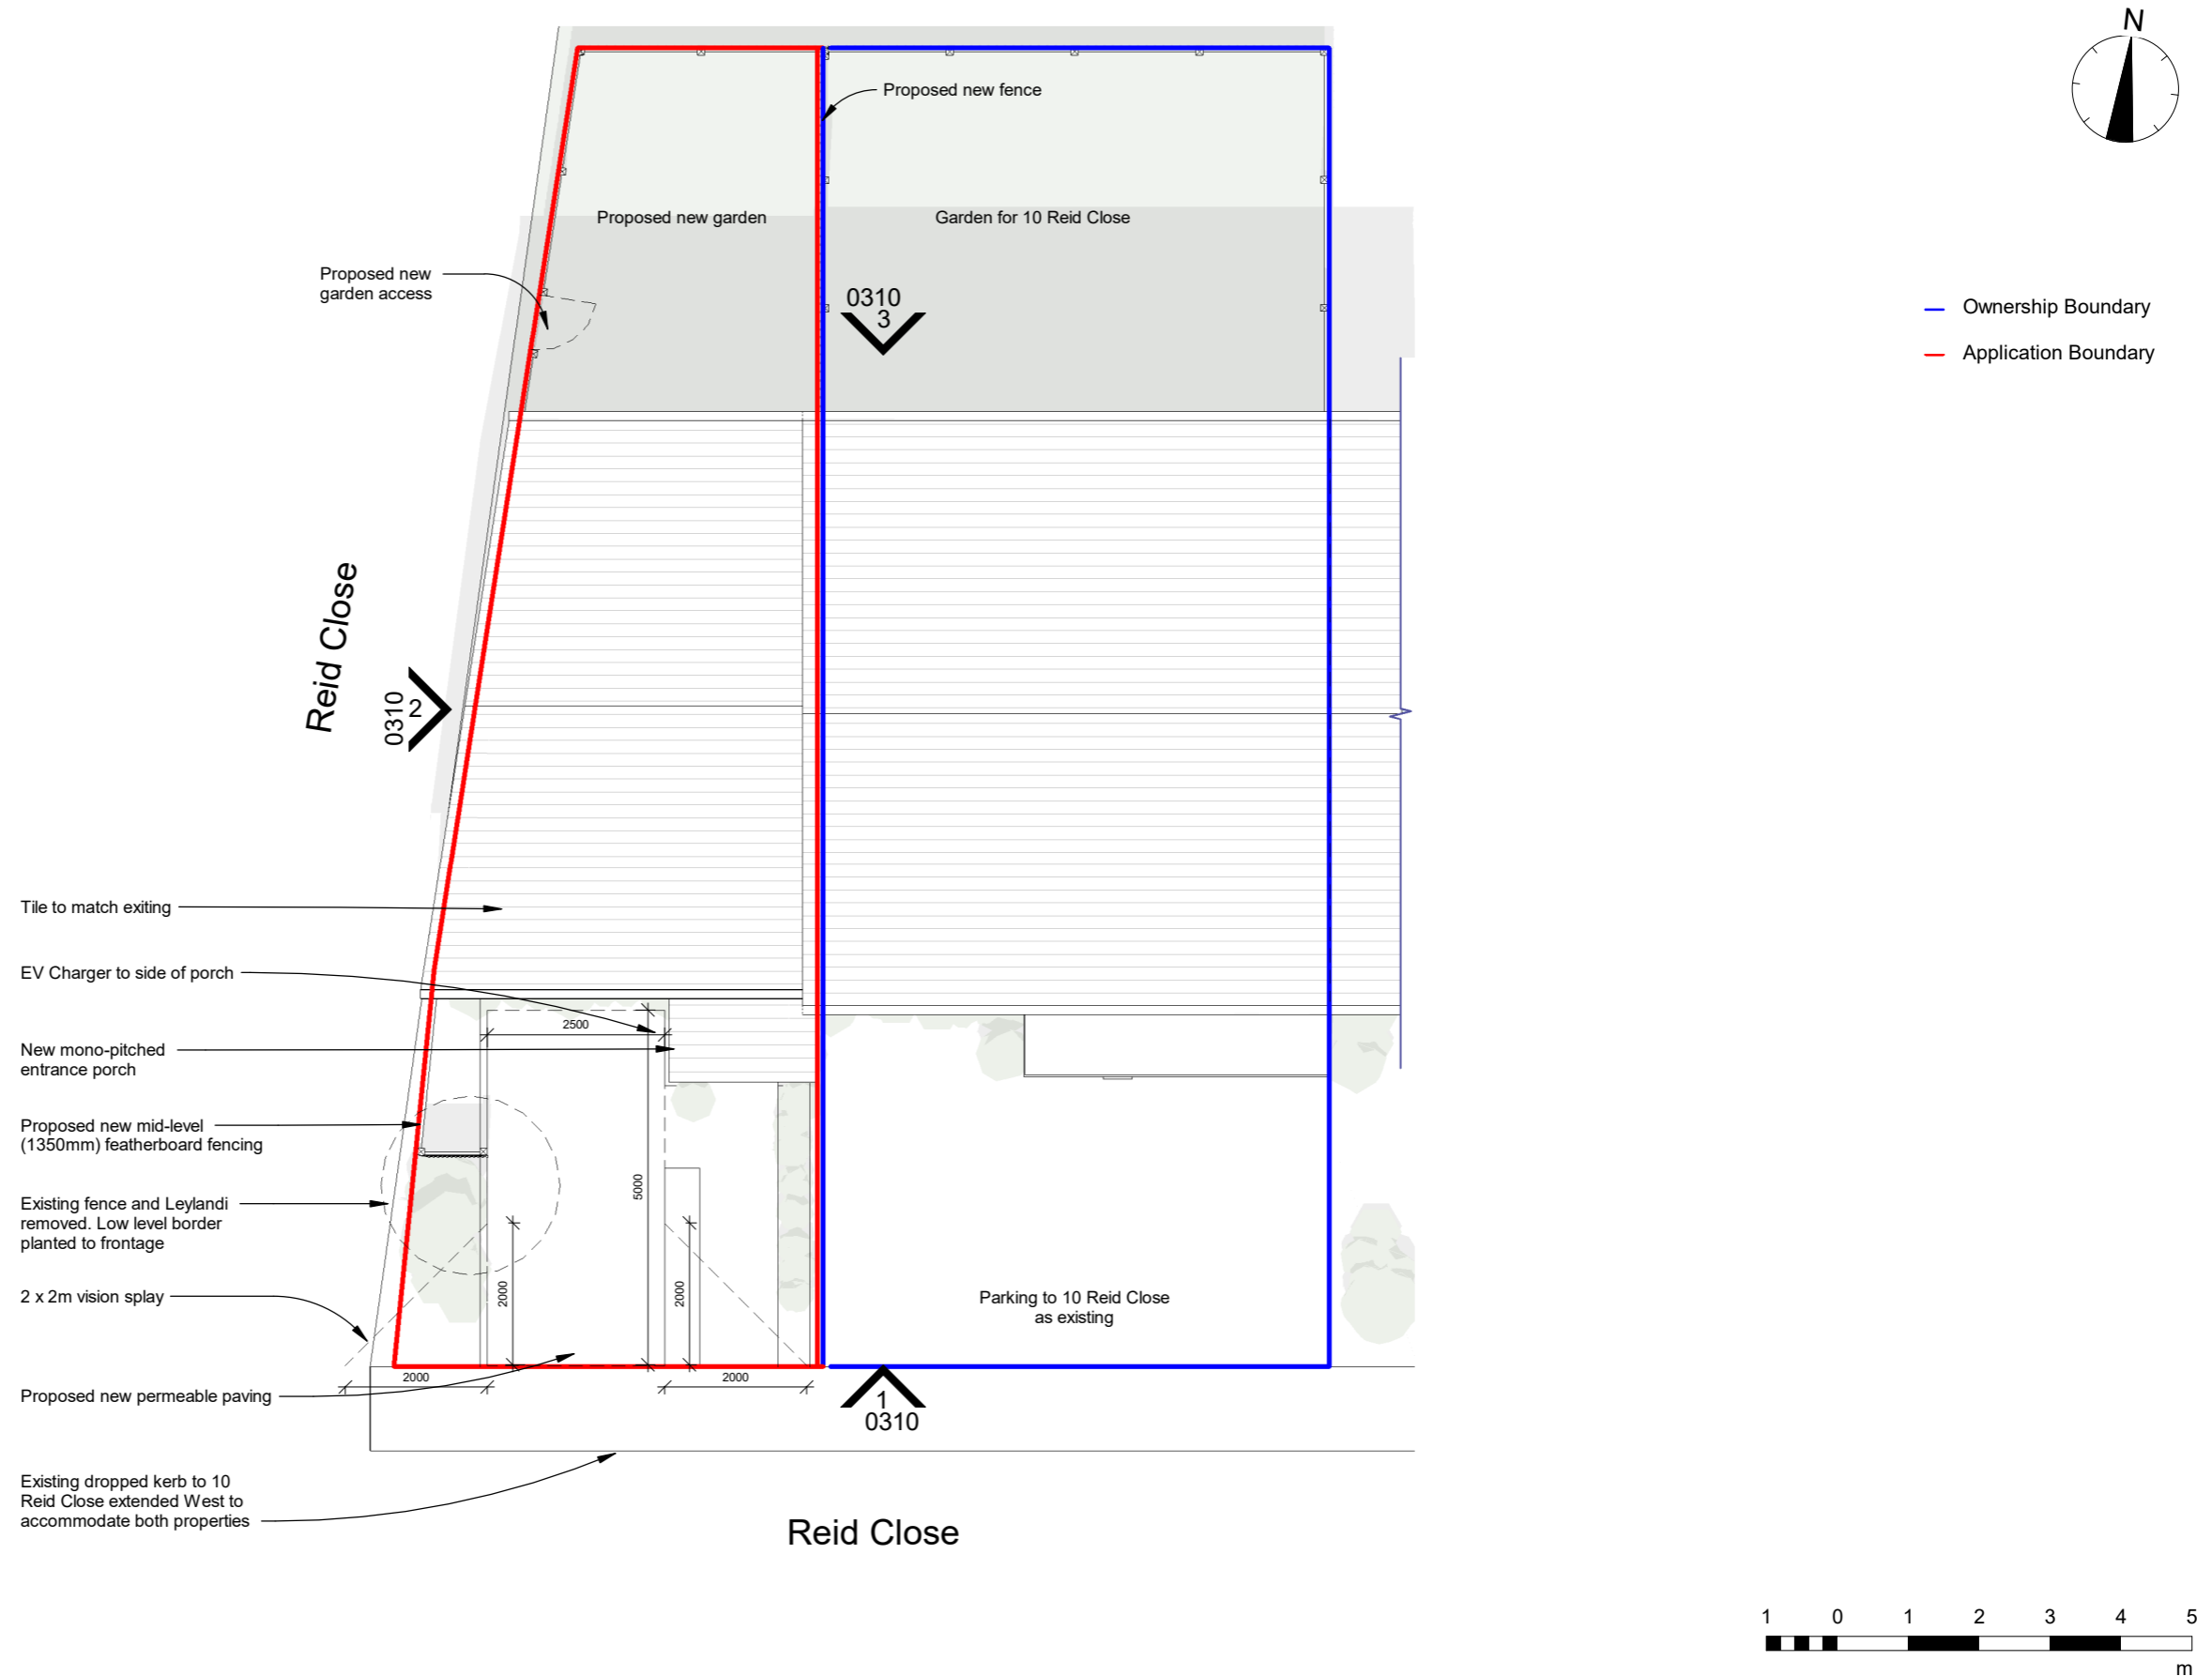 N
Proposed new fence
Proposed new garden
Garden for 10 Reid Close
Proposed new
garden access
0310
3
Ownership Boundary
Application Boundary
Reid Close
0310
2
Tile to match exiting
EV Charger to side of porch
2500
New mono-pitched
entrance porch
Proposed new mid-level
(1350mm) featherboard fencing
5000
Existing fence and Leylandi
removed. Low level border
planted to frontage
2000
2000
2 x 2m vision splay
Parking to 10 Reid Close
as existing
2000
2000
Proposed new permeable paving
1
0310
Existing dropped kerb to 10
Reid Close extended West to
accommodate both properties
Reid Close
1 0 1 2 3 4 5
m